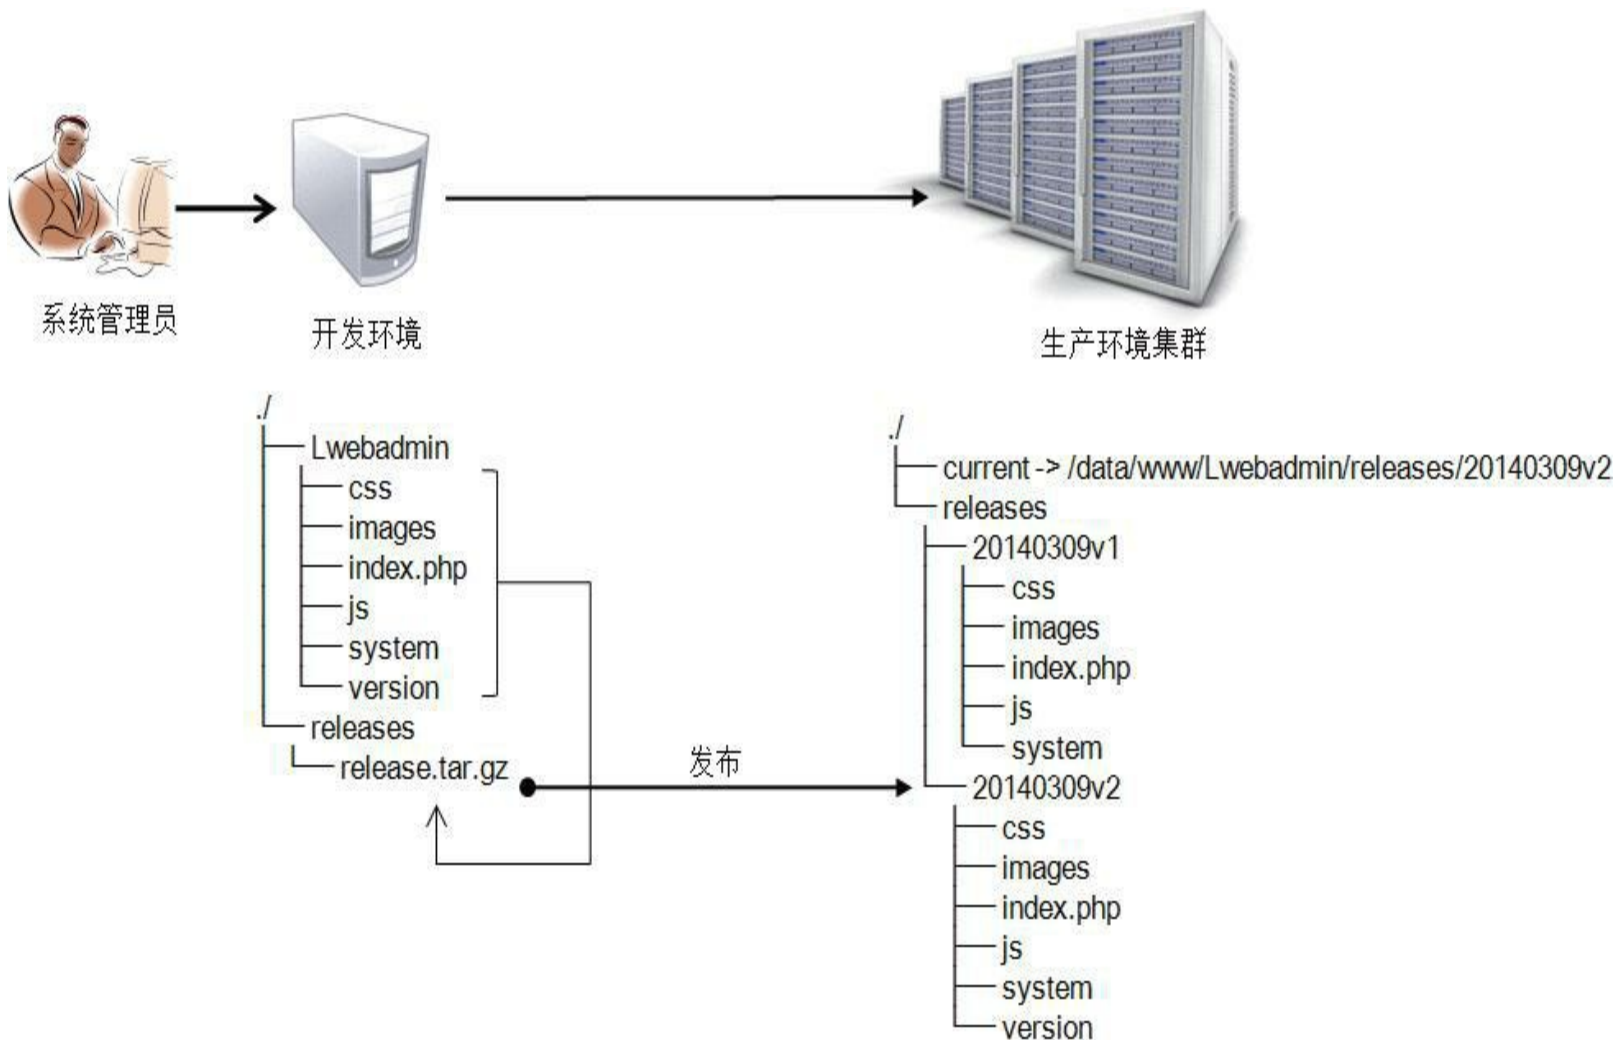 系统管理员
开发环境
生产环境集群
./
Lwebadmin
css
images
index.php
js
system
version
releases
release.tar.gz
发布
./
current -> /data/www/Lwebadmin/releases/20140309v2
releases
20140309v1
css
images
index.php
js
system
20140309v2
css
images
index.php
js
system
version